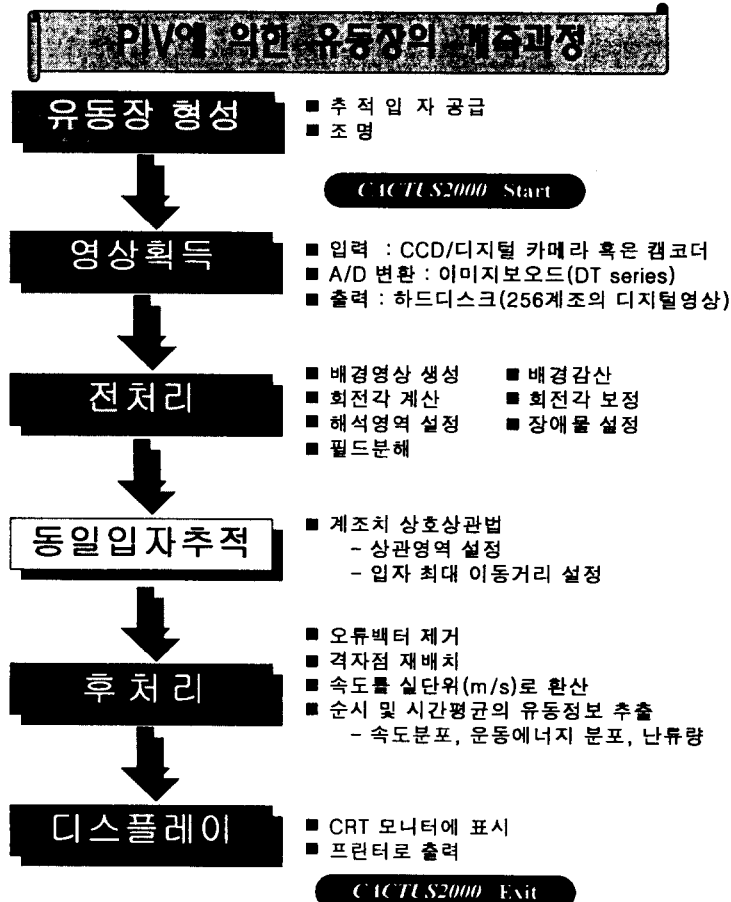 PIV에 의한 유동장의 계측과정
유동장 형성
■ 추적입자 공급
■ 조명
CACTUS2000 Start
영상획득
■ 입력 : CCD/디지털 카메라 혹은 캠코더
■ A/D 변환 : 이미지보오드(DT series)
■ 출력 : 하드디스크(256계조의 디지털영상)
전처리
■ 배경영상 생성 ■ 배경감산
■ 회전각 계산 ■ 회전각 보정
■ 해석영역 설정 ■ 장애물 설정
■ 필드분해
동일입자추적
■ 계조치 상호상관법
- 상관영역 설정
- 입자 최대 이동거리 설정
후처리
■ 오류벡터 제거
■ 격자점 재배치
■ 속도를 실단위(m/s)로 환산
■ 순시 및 시간평균의 유동정보 추출
- 속도분포, 운동에너지 분포, 난류량
디스플레이
■ CRT 모니터에 표시
■ 프린터로 출력
CACTUS2000 Exit